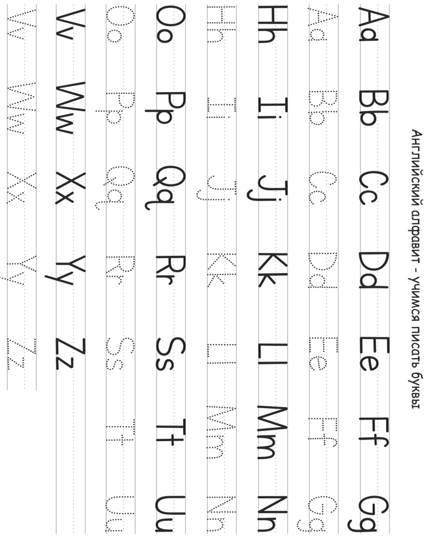 Английский алфавит - учимся писать буквы
Aa Bb Cc Dd Ee Ff Gg
Aa Bb Cc Dd Ee Ff Gg
Hh Ii Jj Kk Ll Mm Nn
Hh Ii Jj Kk Ll Mm Nn
Oo Pp Qq Rr Ss Tt Uu
Oo Pp Qq Rr Ss Tt Uu
Vv Ww Xx Yy Zz
Vv Ww Xx Yy Zz